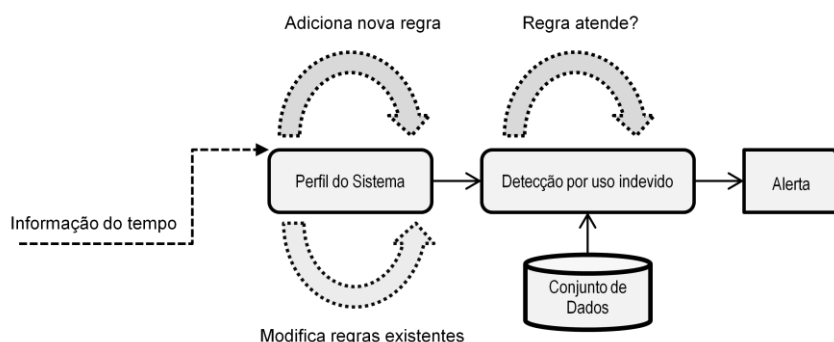 Adiciona nova regra
Regra atende?
Perfil do Sistema
Detecção por uso indevido
Alerta
Informação do tempo
Conjunto de
Dados
Modifica regras existentes